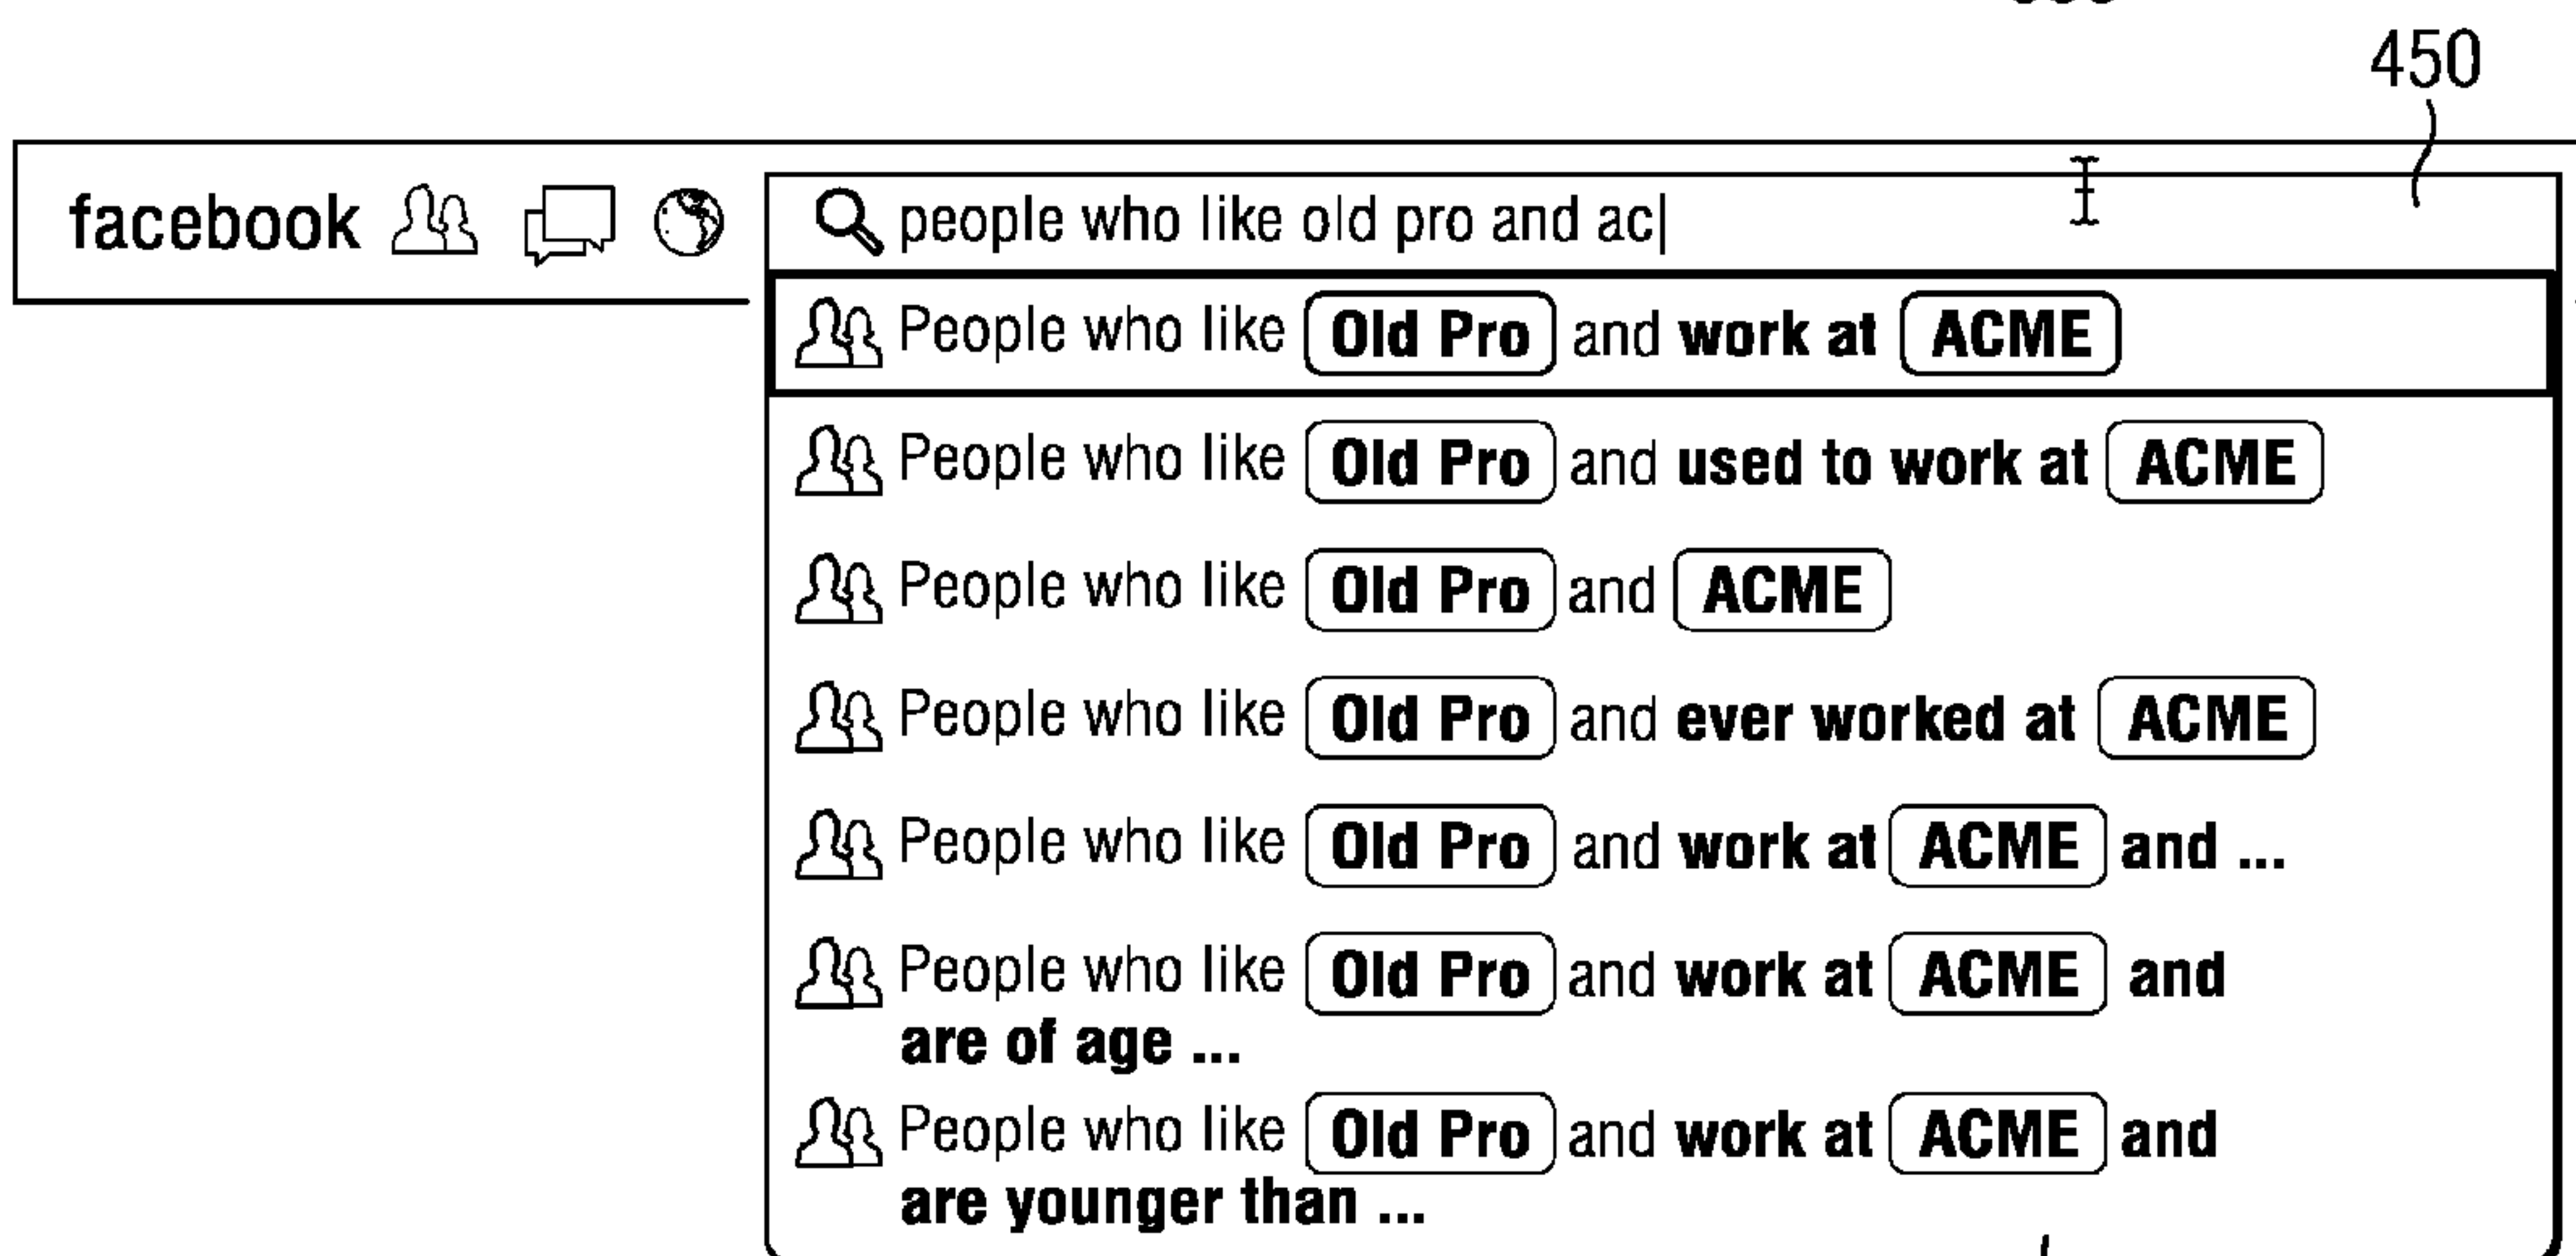 450
facebook people who like old pro and ac
People who like Old Pro and work at ACME
People who like Old Pro and used to work at ACME
People who like Old Pro and ACME
People who like Old Pro and ever worked at ACME
People who like Old Pro and work at ACME and ...
People who like Old Pro and work at ACME and
are of age ...
People who like Old Pro and work at ACME and
are younger than ...